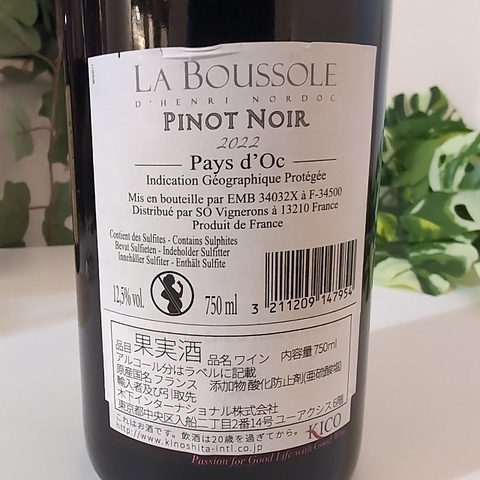 LA BOUSSOLE
D'HENRI NORDOC
PINOT NOIR
2022
Pays d'Oc
Indication Géographique Protégée
Mis en bouteille par EMB 34032X à F-34500
Distribué par SO Vignerons à 13210 France
Produit de France
Contient des Sulfites - Contains Sulphites
Bevat Sulfieten - Indeholder Sulfitter
Innehåller Sulfiter - Enthält Sulfite
12,5% vol.
750 ml
3 211209 147954
品目 果実酒 品名 ワイン 内容量 750ml
アルコール分はラベルに記載
原産国名 フランス 添加物 酸化防止剤(亜硫酸塩)
輸入者及び引取先
木下インターナショナル株式会社
東京都中央区入船二丁目2番14号 ユーアクシス6階
これはお酒です。飲酒は20歳を過ぎてから。
www.kinoshita-intl.co.jp
KICO
Passion for Good Life with Good Wine